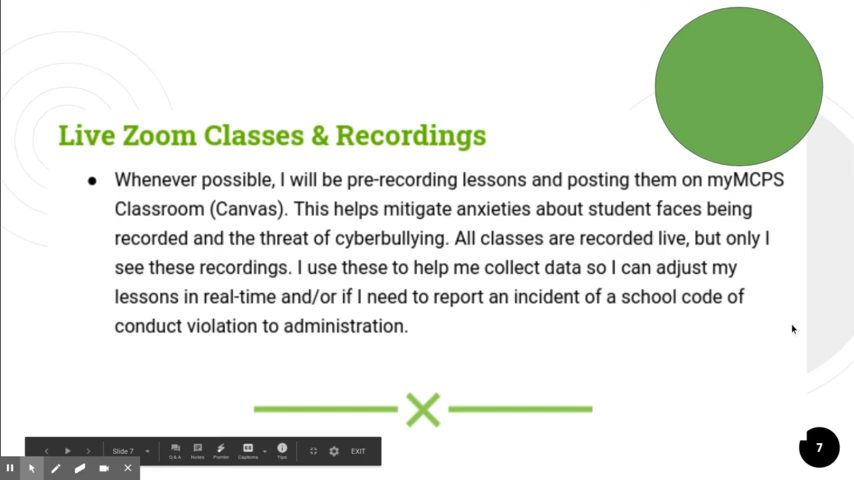 Live Zoom Classes & Recordings
● Whenever possible, I will be pre-recording lessons and posting them on myMCPS
Classroom (Canvas). This helps mitigate anxieties about student faces being
recorded and the threat of cyberbullying. All classes are recorded live, but only I
see these recordings. I use these to help me collect data so I can adjust my
lessons in real-time and/or if I need to report an incident of a school code of
conduct violation to administration.
7
Slide 7
Q & A Notes Pointer Captions Tips EXIT